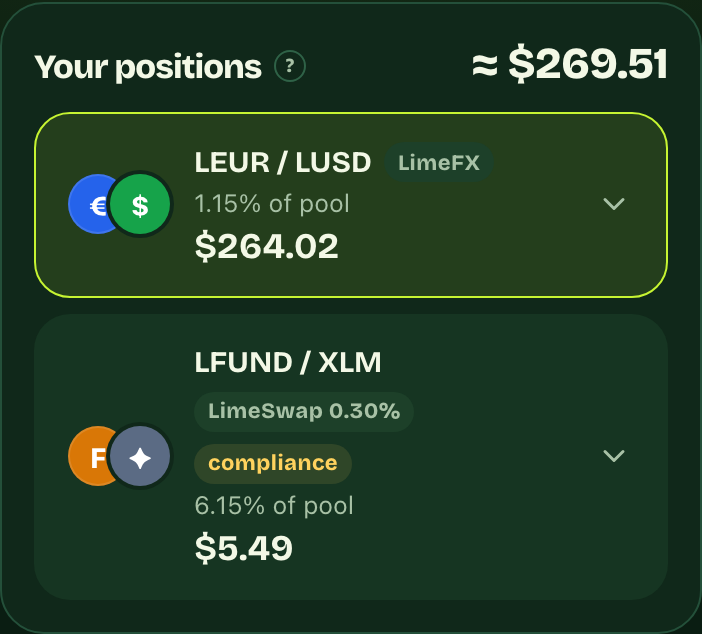 Your positions ? ≈ $269.51
LEUR / LUSD LimeFX
€ $ 1.15% of pool
$264.02
LFUND / XLM
LimeSwap 0.30%
F compliance
6.15% of pool
$5.49